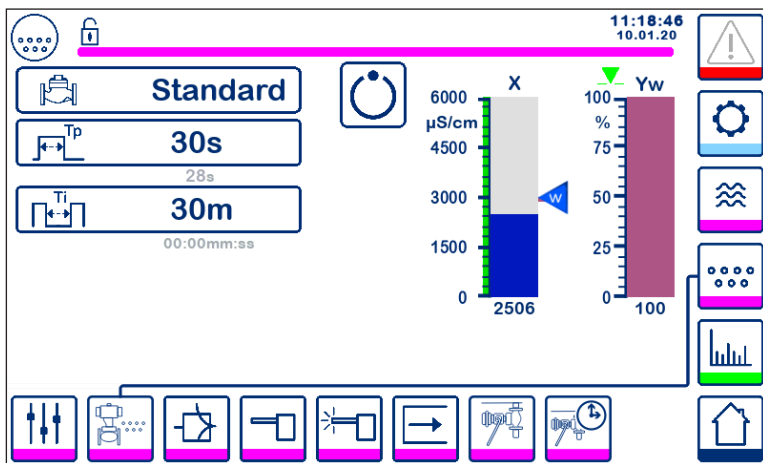 11:18:46
10.01.20
Standard
Tp
30s
28s
Ti
30m
00:00mm:ss
X
6000
µS/cm
4500
3000
1500
0
2506
W
Yw
100
%
75
50
25
0
100